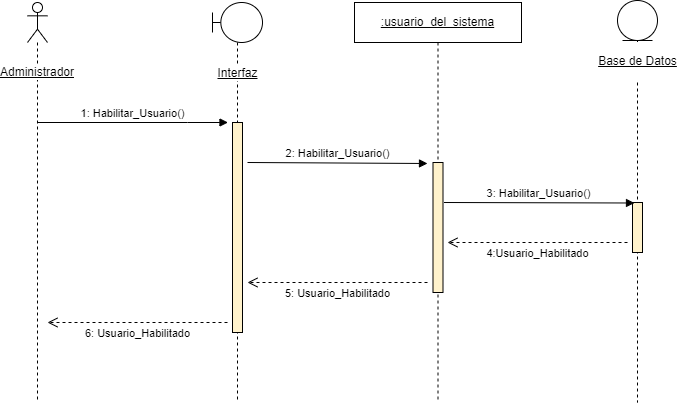 :usuario_del_sistema
Administrador
Interfaz
Base de Datos
1: Habilitar_Usuario()
2: Habilitar_Usuario()
3: Habilitar_Usuario()
4:Usuario_Habilitado
5: Usuario_Habilitado
6: Usuario_Habilitado